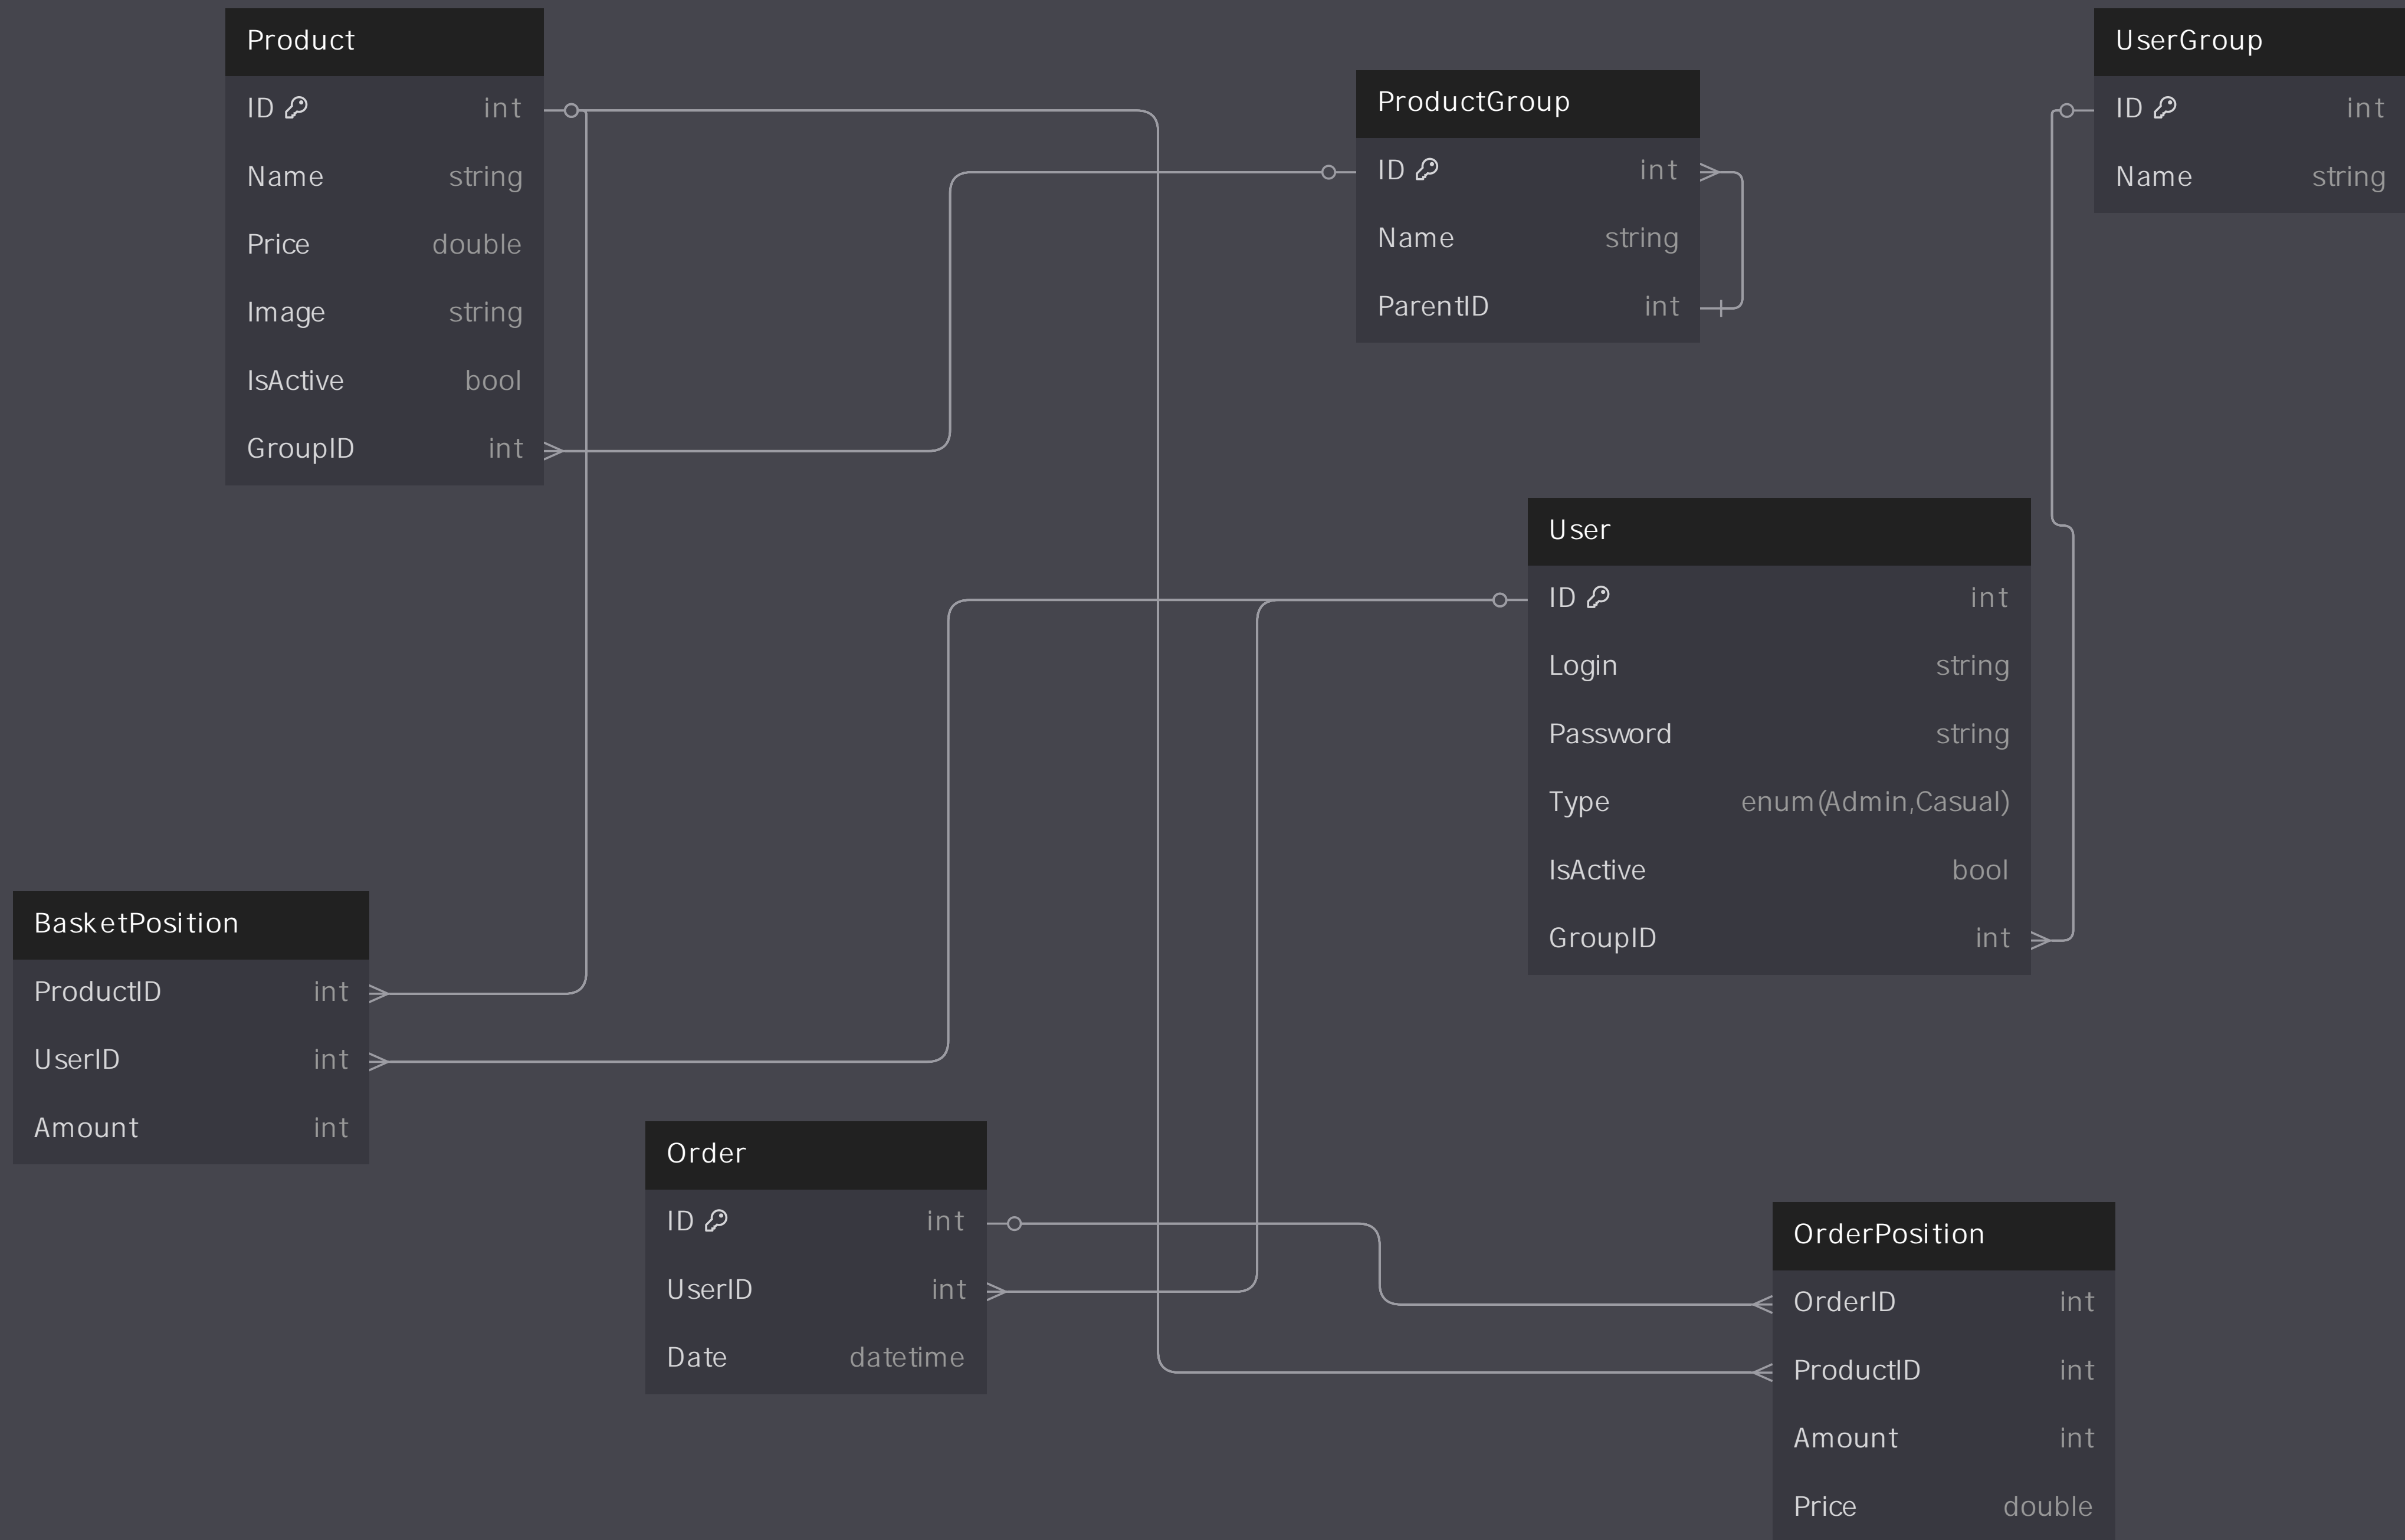 Product
ID int
Name string
Price double
Image string
IsActive bool
GroupID int
ProductGroup
ID int
Name string
ParentID int
UserGroup
ID int
Name string
User
ID int
Login string
Password string
Type enum(Admin,Casual)
IsActive bool
GroupID int
BasketPosition
ProductID int
UserID int
Amount int
Order
ID int
UserID int
Date datetime
OrderPosition
OrderID int
ProductID int
Amount int
Price double